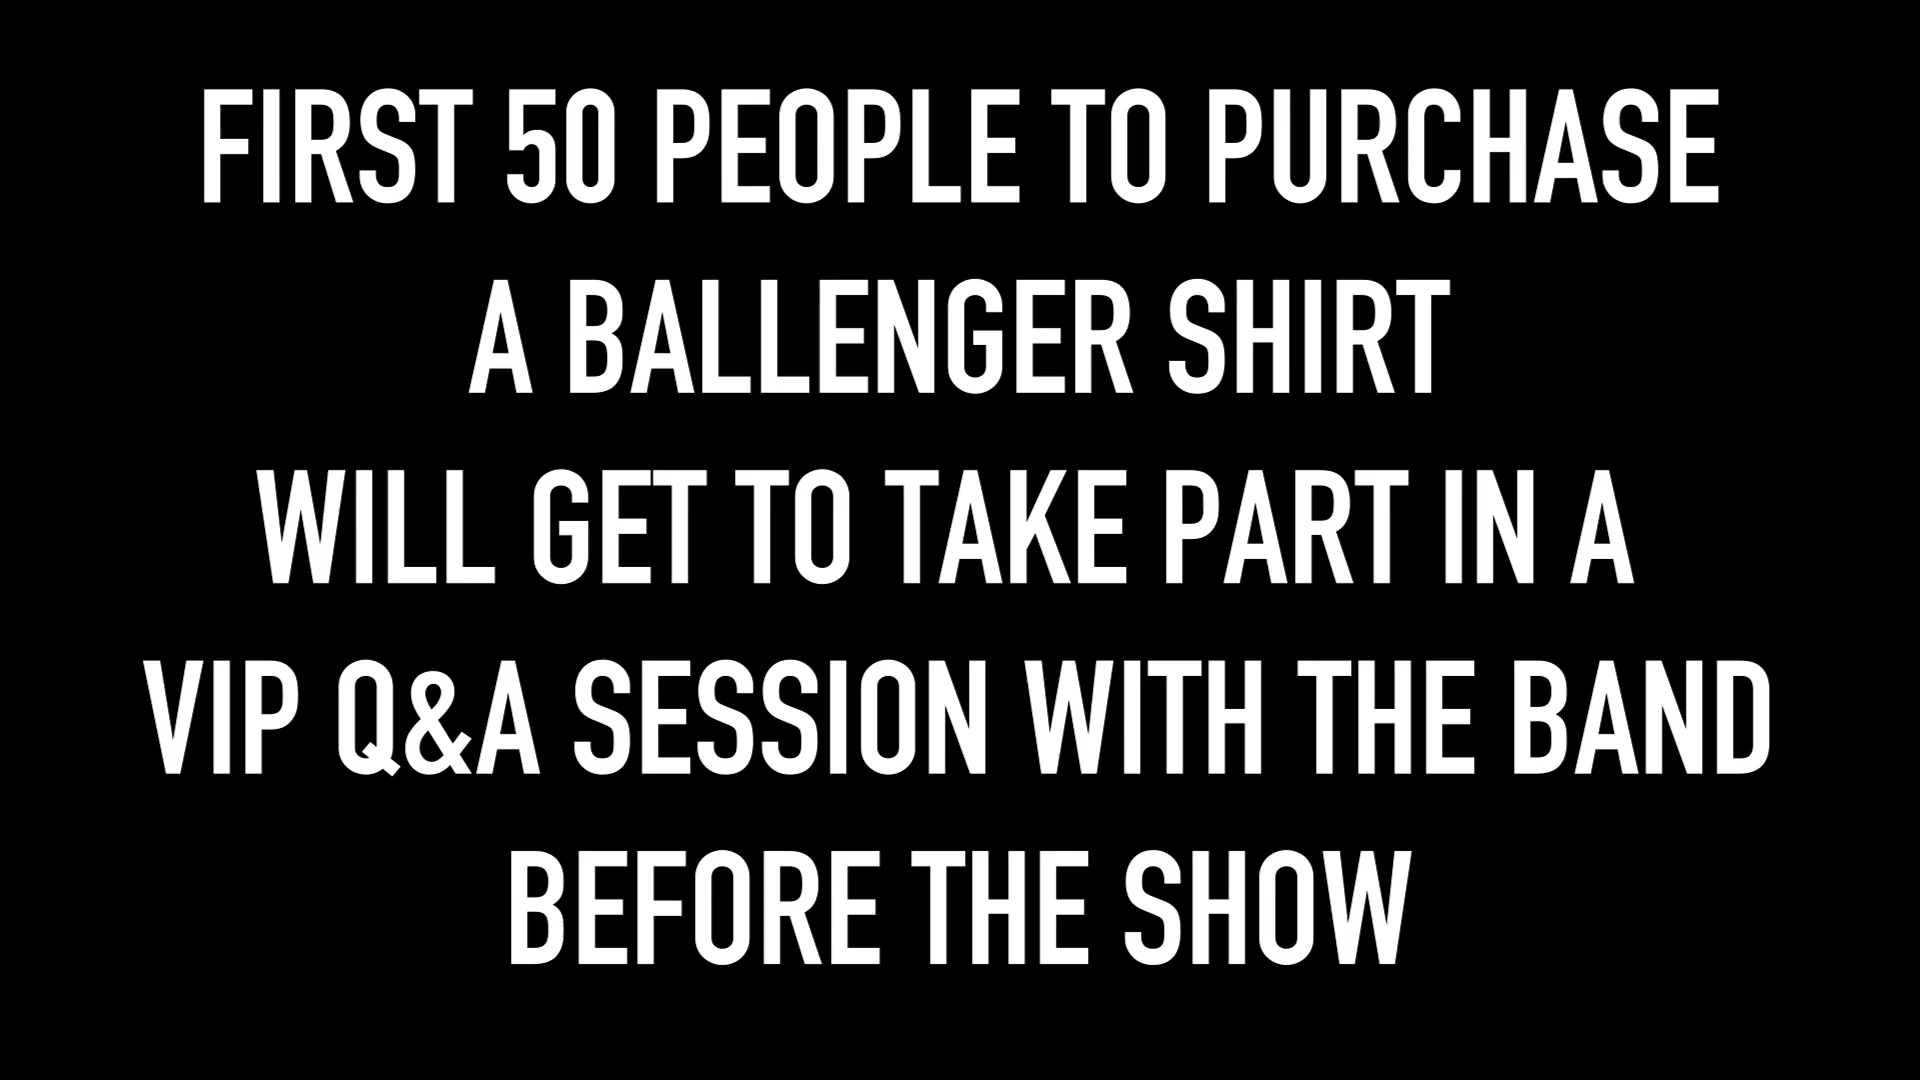 FIRST 50 PEOPLE TO PURCHASE
A BALLENGER SHIRT
WILL GET TO TAKE PART IN A
VIP Q&A SESSION WITH THE BAND
BEFORE THE SHOW